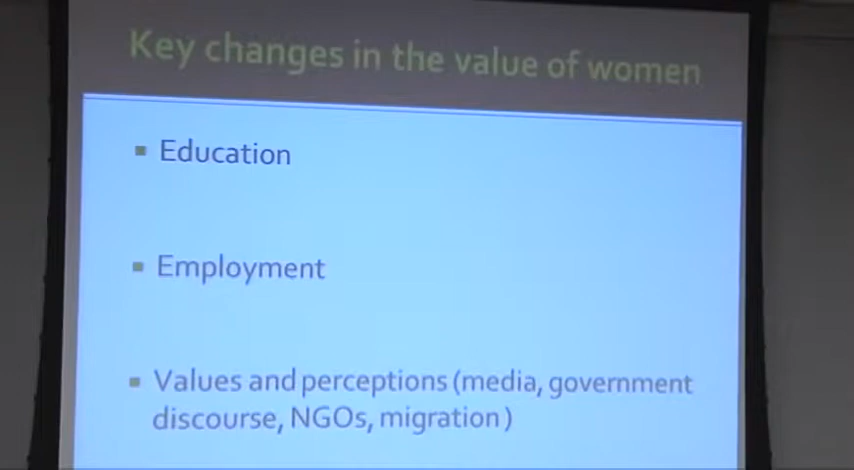 Key changes in the value of women
▪ Education
▪ Employment
▪ Values and perceptions (media, government
discourse, NGOs, migration)